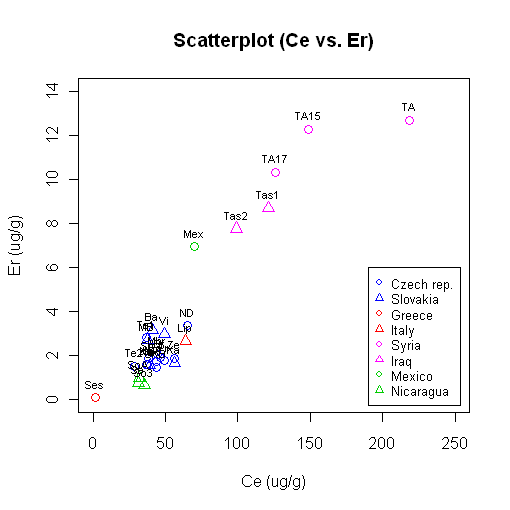 Scatterplot (Ce vs. Er)
14
12
10
8
6
4
2
0
Er (ug/g)
TA
TA15
TA17
Tas1
Tas2
Mex
ND
Ba
Vi
Lip
Ze
Ses
Czech rep.
Slovakia
Greece
Italy
Syria
Iraq
Mexico
Nicaragua
0 50 100 150 200 250
Ce (ug/g)